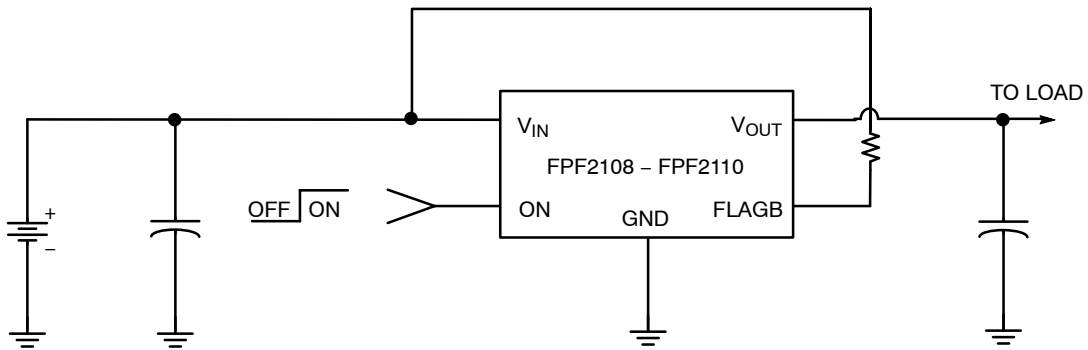 TO LOAD
V_IN
V_OUT
FPF2108 – FPF2110
OFF ON
ON
GND
FLAGB
+
–